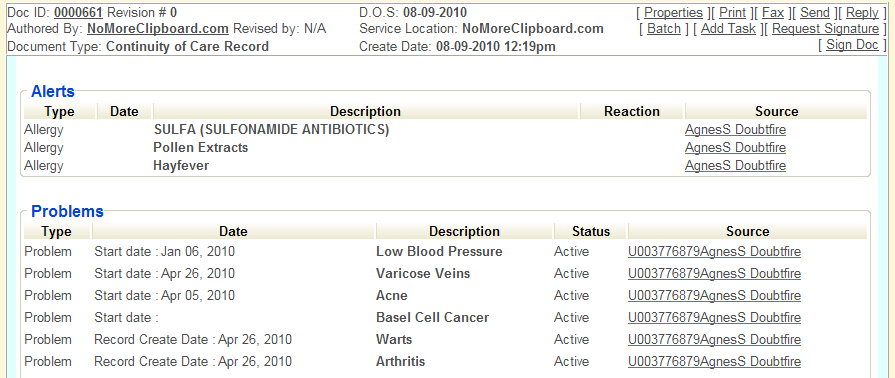 Doc ID: 0000661 Revision # 0 D.O.S: 08-09-2010 [ Properties ][ Print ][ Fax ][ Send ][ Reply ]
Authored By: NoMoreClipboard.com Revised by: N/A Service Location: NoMoreClipboard.com [ Batch ] [ Add Task ][ Request Signature ]
Document Type: Continuity of Care Record Create Date: 08-09-2010 12:19pm [ Sign Doc ]
Alerts
Type Date Description Reaction Source
Allergy SULFA (SULFONAMIDE ANTIBIOTICS) AgnesS Doubtfire
Allergy Pollen Extracts AgnesS Doubtfire
Allergy Hayfever AgnesS Doubtfire
Problems
Type Date Description Status Source
Problem Start date : Jan 06, 2010 Low Blood Pressure Active U003776879AgnesS Doubtfire
Problem Start date : Apr 26, 2010 Varicose Veins Active U003776879AgnesS Doubtfire
Problem Start date : Apr 05, 2010 Acne Active U003776879AgnesS Doubtfire
Problem Start date : Basel Cell Cancer Active U003776879AgnesS Doubtfire
Problem Record Create Date : Apr 26, 2010 Warts Active U003776879AgnesS Doubtfire
Problem Record Create Date : Apr 26, 2010 Arthritis Active U003776879AgnesS Doubtfire